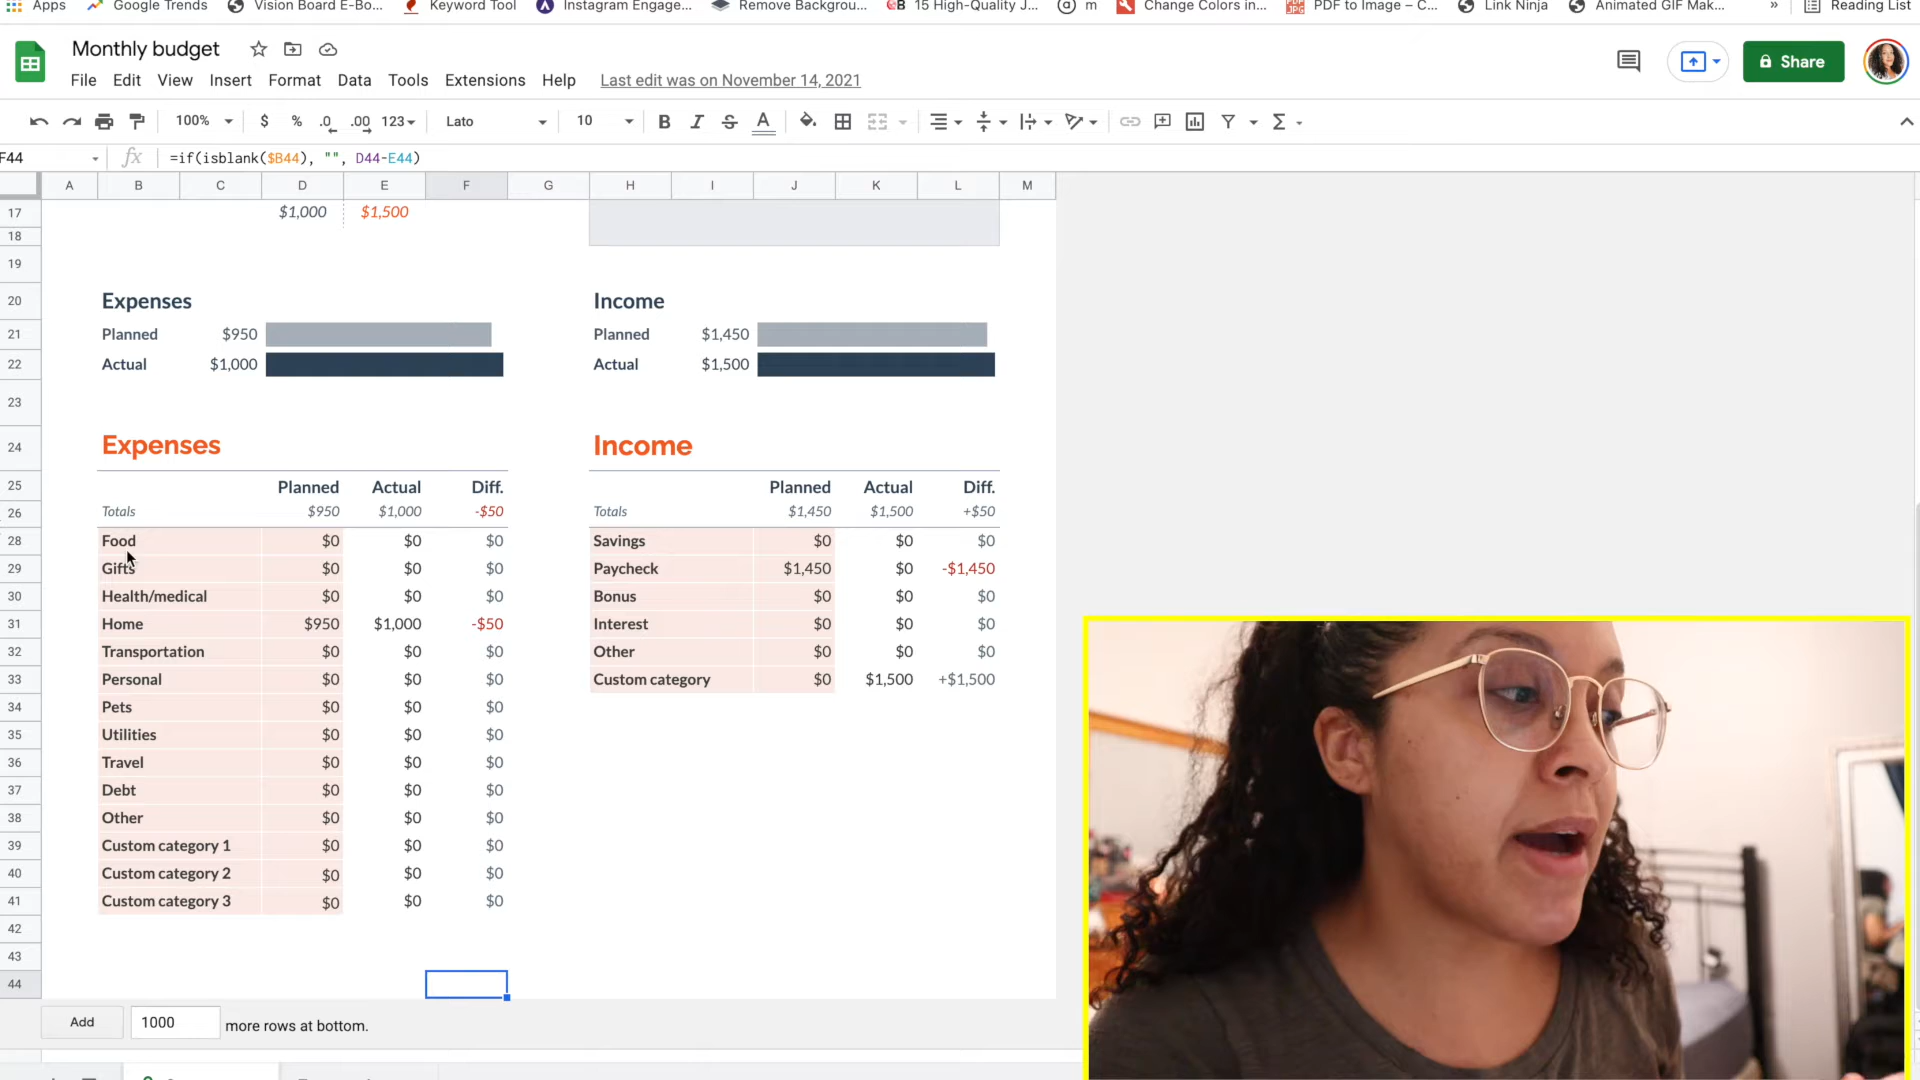 Apps Google Trends Vision Board E-Bo... Keyword Tool Instagram Engage... Remove Backgrou... 15 High-Quality J... m Change Colors in... PDF to Image – C... Link Ninja Animated GIF Mak... » Reading List
Monthly budget
File Edit View Insert Format Data Tools Extensions Help Last edit was on November 14, 2021
Share
100% $ % .0 .00 123 Lato 10 B I S A Σ
F44 fx =if(isblank($B44), "", D44-E44)
A B C D E F G H I J K L M
17 $1,000 $1,500
18
19
20 Expenses Income
21 Planned $950 Planned $1,450
22 Actual $1,000 Actual $1,500
23
24 Expenses Income
25 Planned Actual Diff. Planned Actual Diff.
26 Totals $950 $1,000 -$50 Totals $1,450 $1,500 +$50
28 Food $0 $0 $0 Savings $0 $0 $0
29 Gifts $0 $0 $0 Paycheck $1,450 $0 -$1,450
30 Health/medical $0 $0 $0 Bonus $0 $0 $0
31 Home $950 $1,000 -$50 Interest $0 $0 $0
32 Transportation $0 $0 $0 Other $0 $0 $0
33 Personal $0 $0 $0 Custom category $0 $1,500 +$1,500
34 Pets $0 $0 $0
35 Utilities $0 $0 $0
36 Travel $0 $0 $0
37 Debt $0 $0 $0
38 Other $0 $0 $0
39 Custom category 1 $0 $0 $0
40 Custom category 2 $0 $0 $0
41 Custom category 3 $0 $0 $0
42
43
44
Add 1000 more rows at bottom.